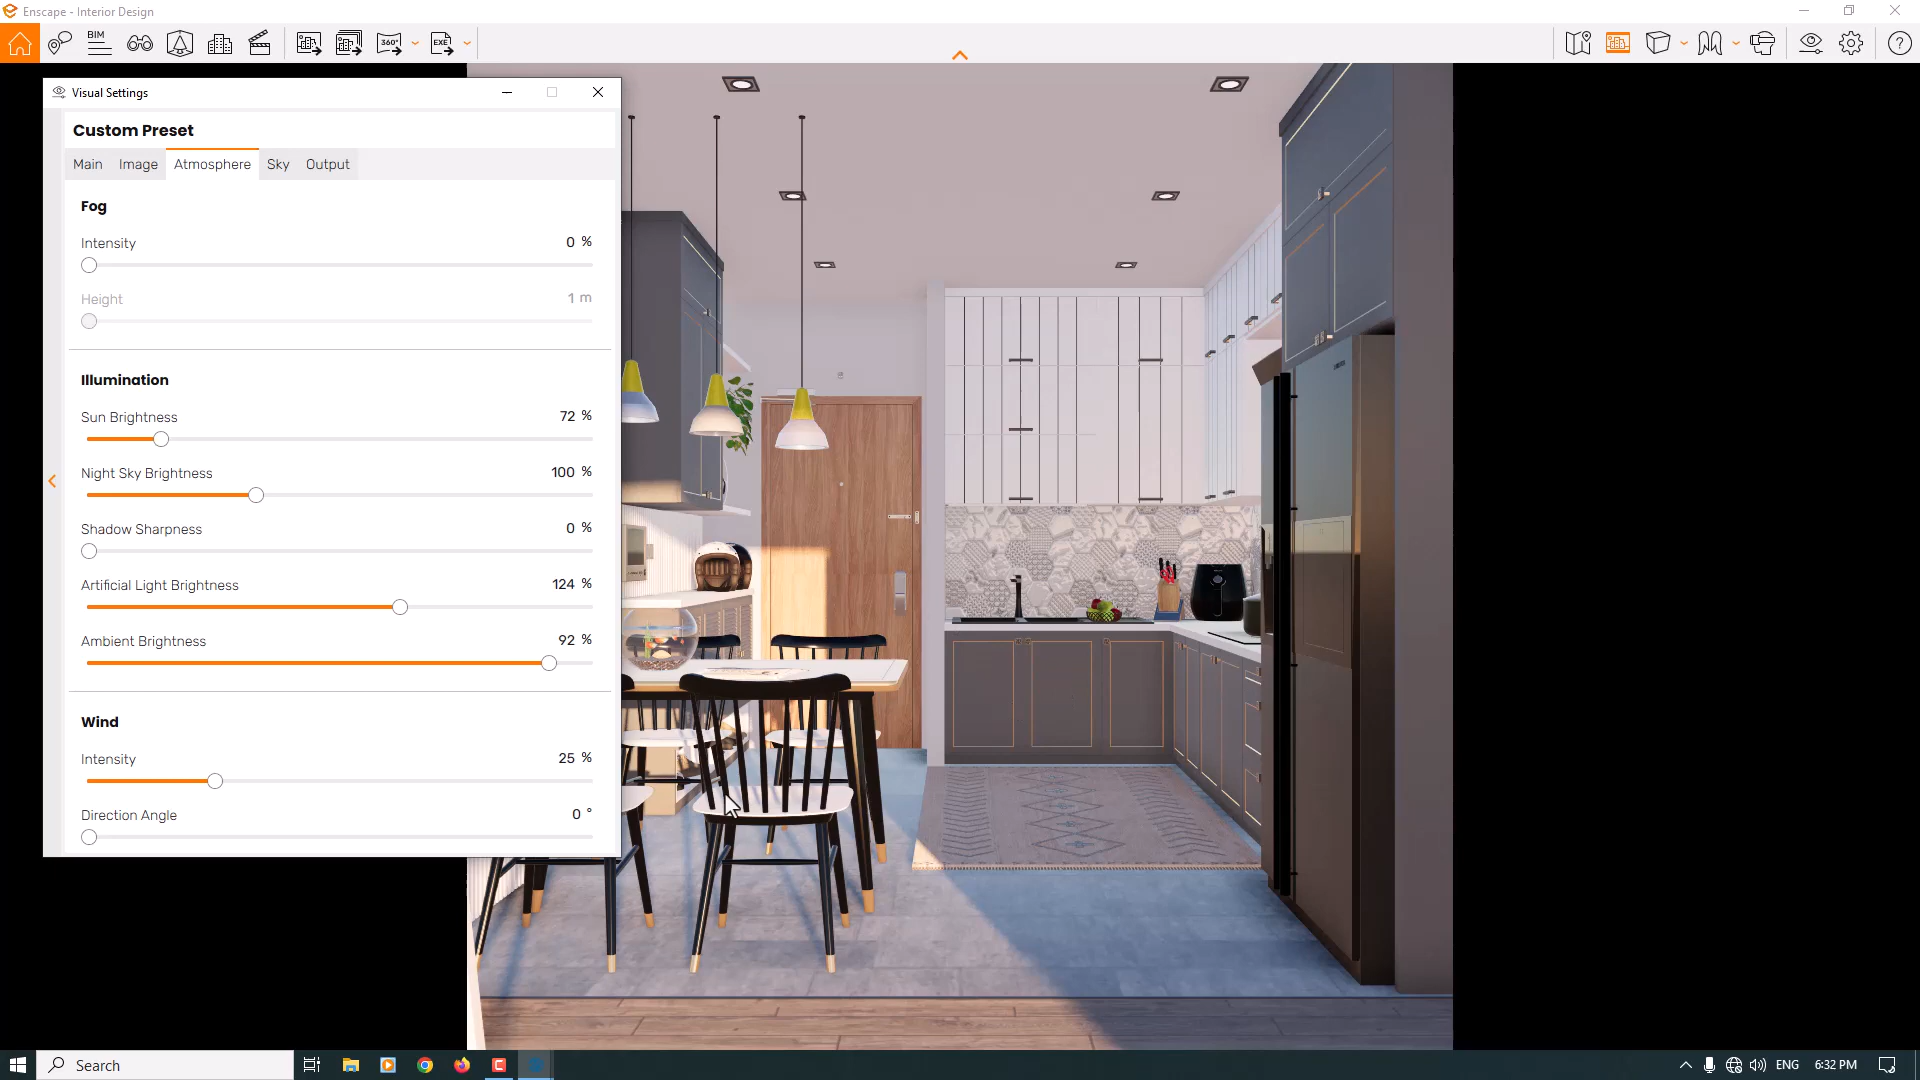 Enscape - Interior Design
BIM
360°
EXE
Visual Settings
Custom Preset
Main Image Atmosphere Sky Output
Fog
Intensity 0 %
Height 1 m
Illumination
Sun Brightness 72 %
Night Sky Brightness 100 %
Shadow Sharpness 0 %
Artificial Light Brightness 124 %
Ambient Brightness 92 %
Wind
Intensity 25 %
Direction Angle 0 °
Search
ENG 6:32 PM